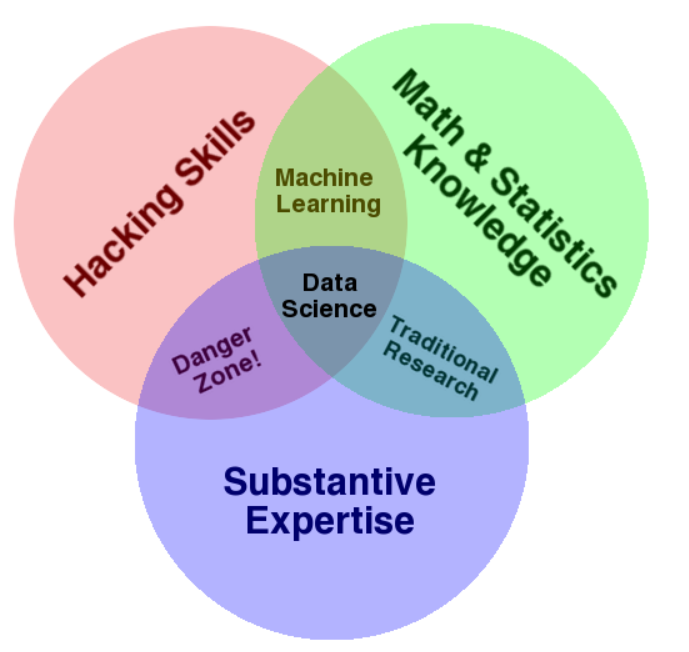 Hacking Skills
Math & Statistics
Knowledge
Machine
Learning
Data
Science
Danger
Zone!
Traditional
Research
Substantive
Expertise